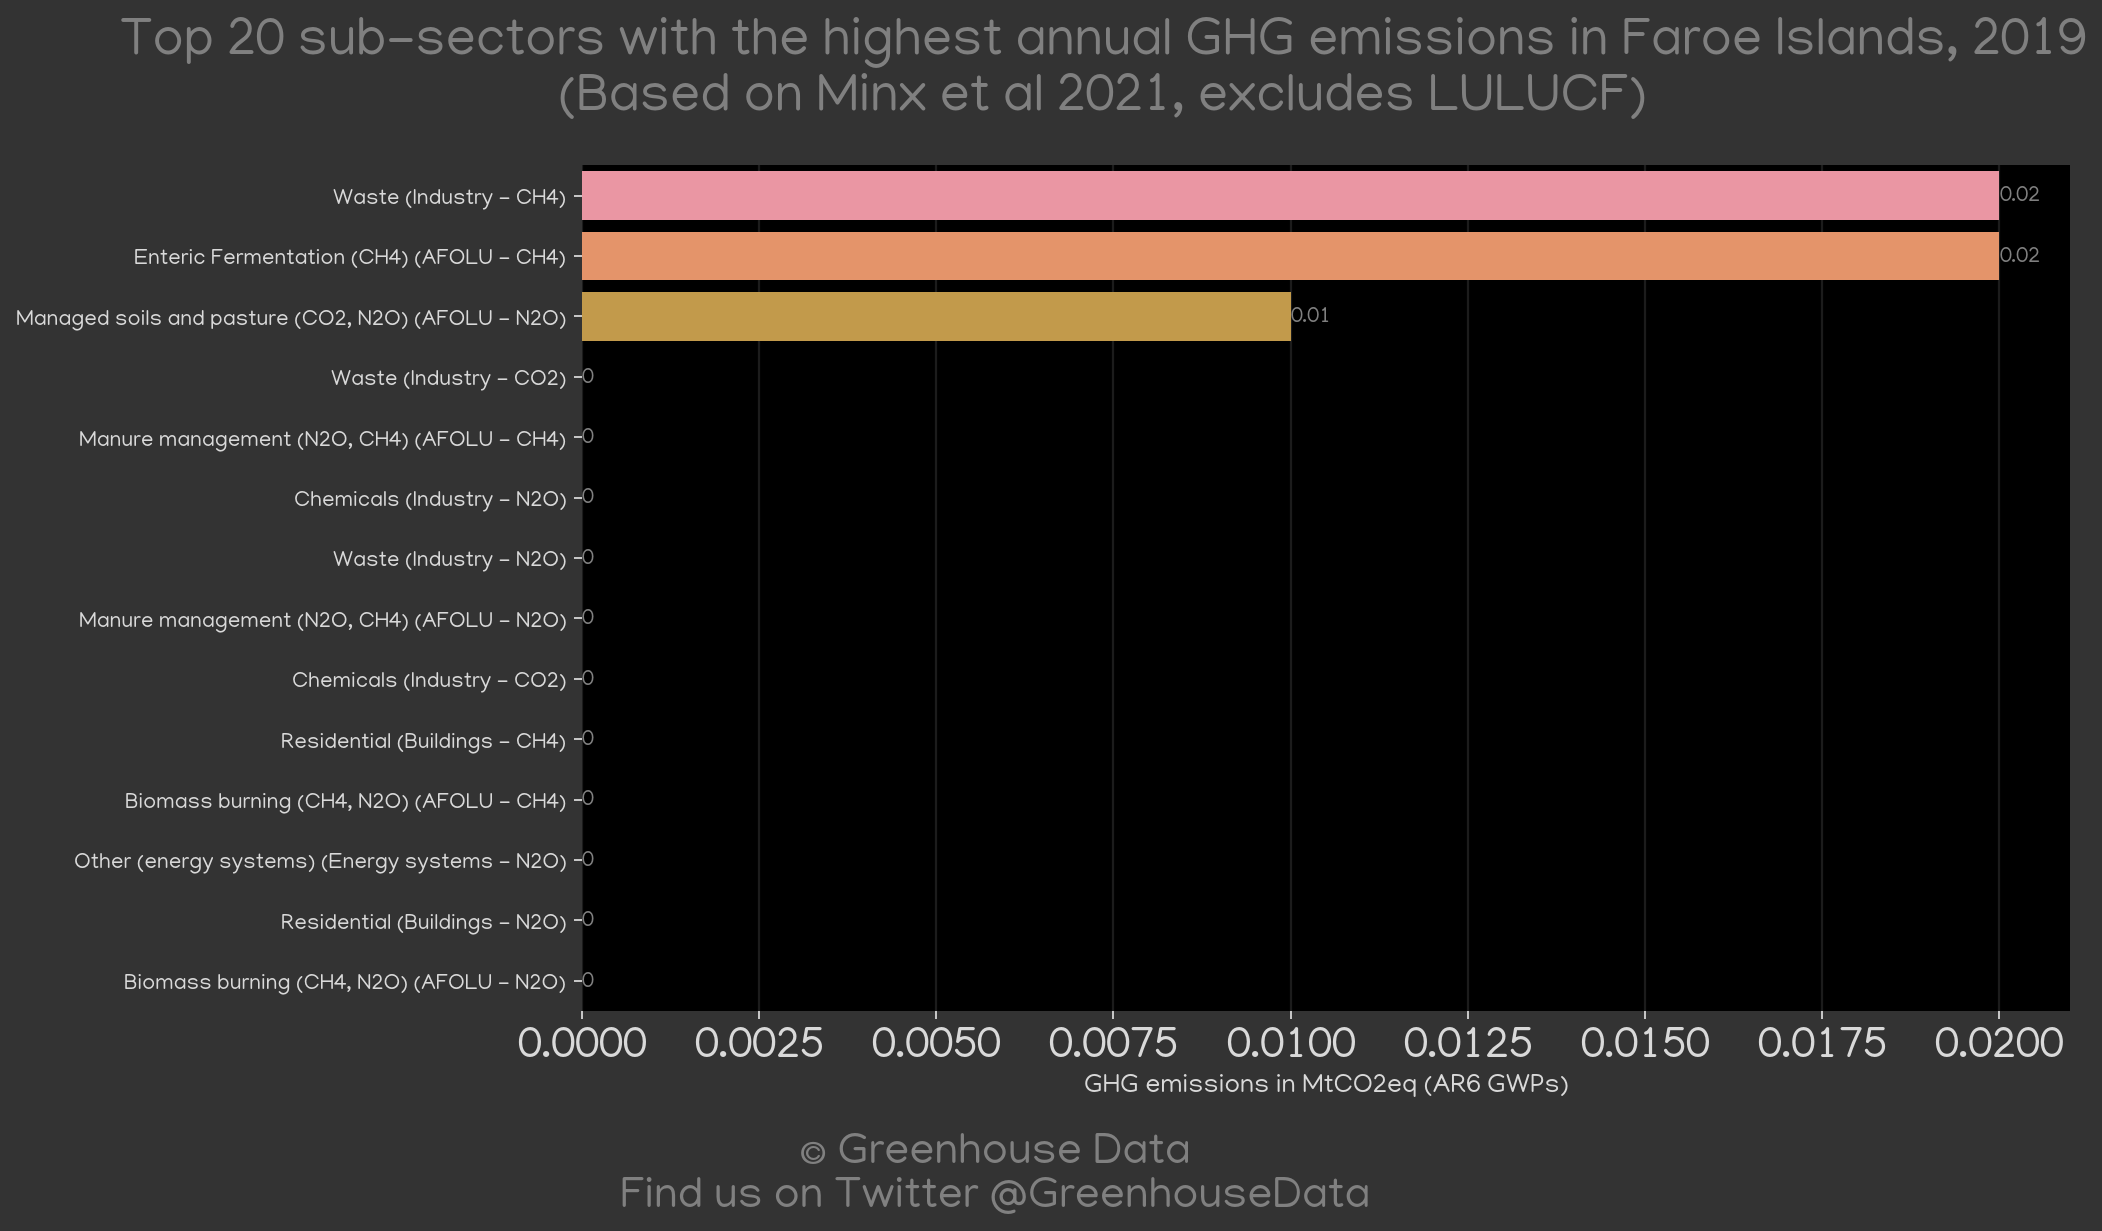 Top 20 sub-sectors with the highest annual GHG emissions in Faroe Islands, 2019
(Based on Minx et al 2021, excludes LULUCF)
Waste (Industry - CH4) 0.02
Enteric Fermentation (CH4) (AFOLU - CH4) 0.02
Managed soils and pasture (CO2, N2O) (AFOLU - N2O) 0.01
Waste (Industry - CO2) 0
Manure management (N2O, CH4) (AFOLU - CH4) 0
Chemicals (Industry - N2O) 0
Waste (Industry - N2O) 0
Manure management (N2O, CH4) (AFOLU - N2O) 0
Chemicals (Industry - CO2) 0
Residential (Buildings - CH4) 0
Biomass burning (CH4, N2O) (AFOLU - CH4) 0
Other (energy systems) (Energy systems - N2O) 0
Residential (Buildings - N2O) 0
Biomass burning (CH4, N2O) (AFOLU - N2O) 0
0.0000 0.0025 0.0050 0.0075 0.0100 0.0125 0.0150 0.0175 0.0200
GHG emissions in MtCO2eq (AR6 GWPs)
© Greenhouse Data
Find us on Twitter @GreenhouseData